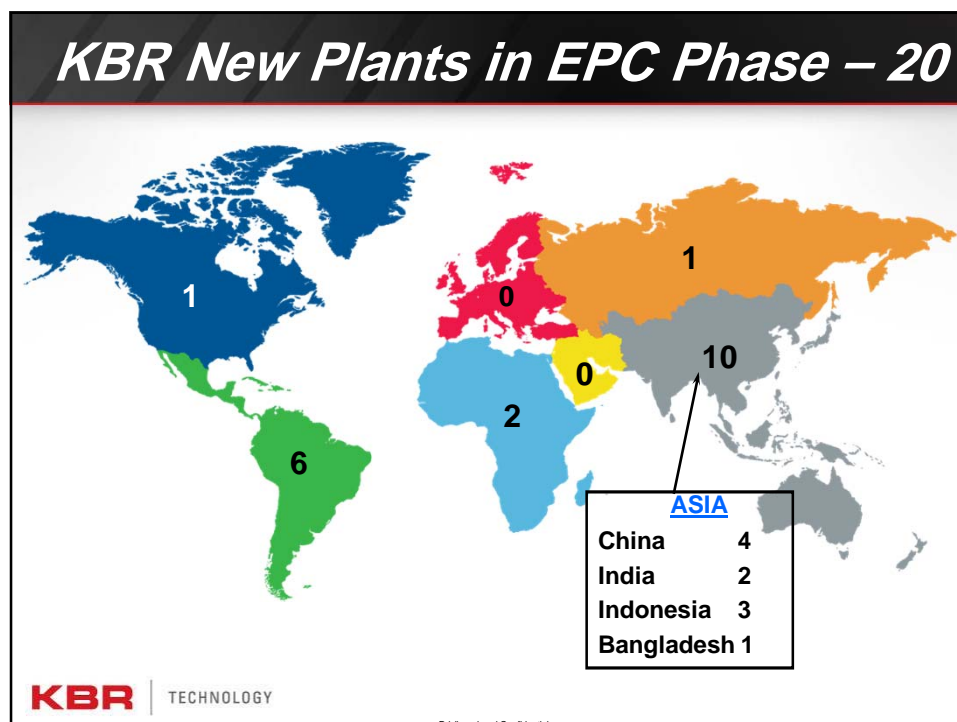 KBR New Plants in EPC Phase – 20
1
1
0
10
0
2
6
ASIA
China 4
India 2
Indonesia 3
Bangladesh 1
KBR TECHNOLOGY